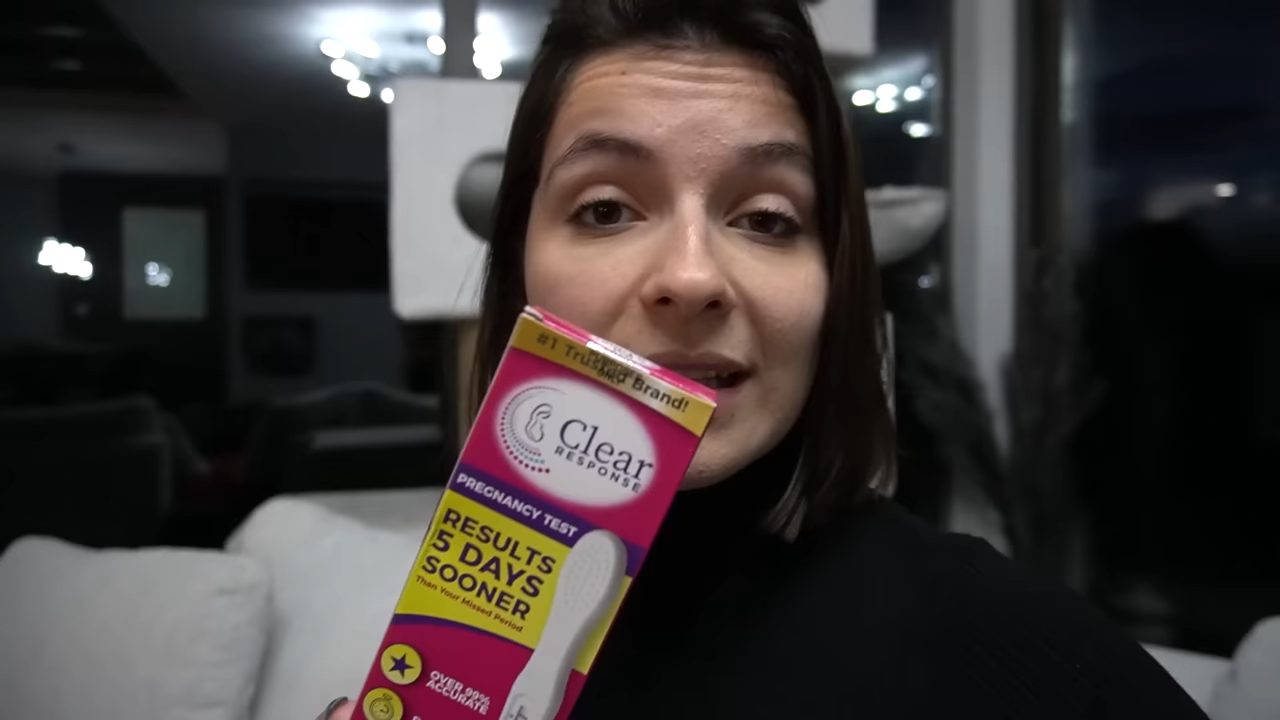 #1 Trusted Brand!
Clear
RESPONSE
PREGNANCY TEST
RESULTS
5 DAYS
SOONER
Than Your Missed Period
OVER 99%
ACCURATE